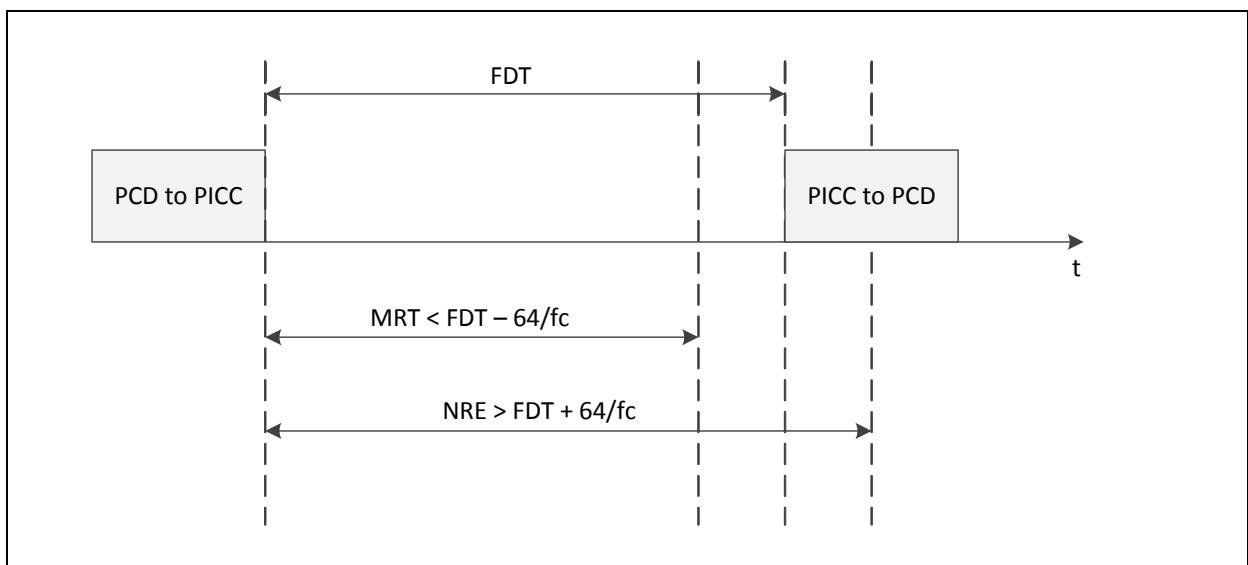 FDT
PCD to PICC
PICC to PCD
t
MRT < FDT – 64/fc
NRE > FDT + 64/fc